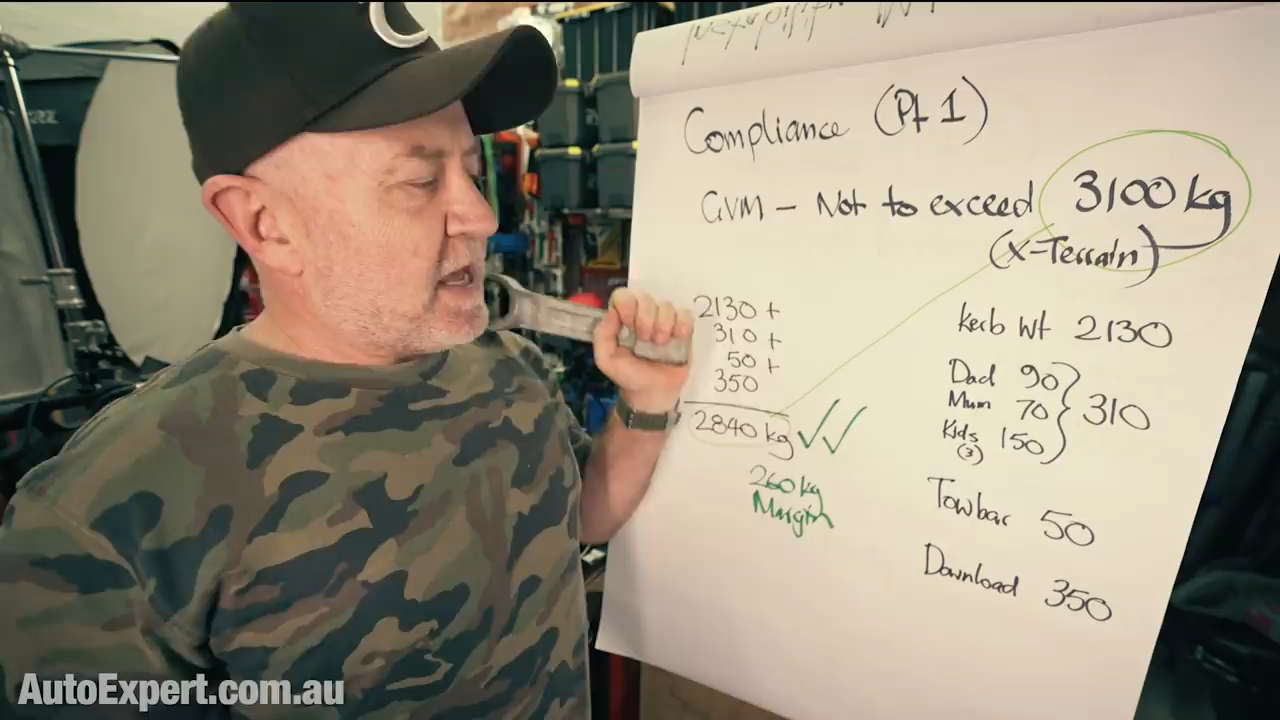 Compliance (Pt 1)
GVM - Not to exceed 3100 kg
(X-Terrain)
2130 +
310 +
50 +
350
2840 kg ✓✓
260 kg
Margin
Kerb Wt 2130
Dad 90
Mum 70 } 310
Kids 150
(3)
Towbar 50
Download 350
AutoExpert.com.au